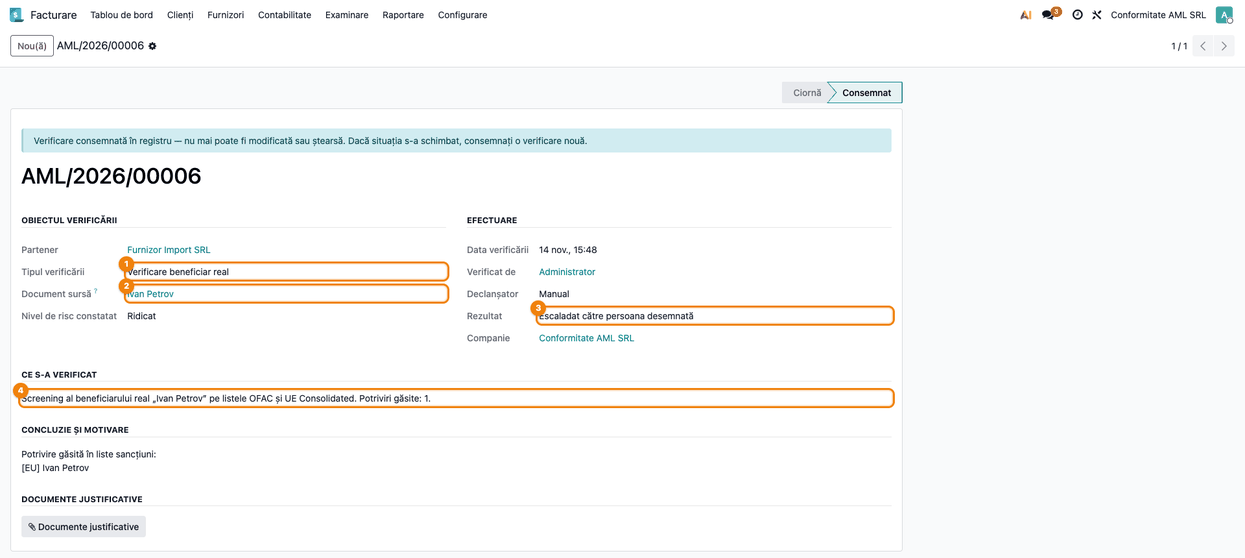 Facturare Tablou de bord Clienți Furnizori Contabilitate Examinare Raportare Configurare AI 3 Conformitate AML SRL A
Nou(ă) AML/2026/00006 1 / 1
Ciornă Consemnat
Verificare consemnată în registru — nu mai poate fi modificată sau ștearsă. Dacă situația s-a schimbat, consemnați o verificare nouă.
AML/2026/00006
OBIECTUL VERIFICĂRII
Partener Furnizor Import SRL
1
Tipul verificării Verificare beneficiar real
2
Document sursă ? Ivan Petrov
Nivel de risc constatat Ridicat
EFECTUARE
Data verificării 14 nov., 15:48
Verificat de Administrator
Declanșator Manual
3
Rezultat Escaladat către persoana desemnată
Companie Conformitate AML SRL
CE S-A VERIFICAT
4
Screening al beneficiarului real „Ivan Petrov” pe listele OFAC și UE Consolidated. Potriviri găsite: 1.
CONCLUZIE ȘI MOTIVARE
Potrivire găsită în liste sancțiuni:
[EU] Ivan Petrov
DOCUMENTE JUSTIFICATIVE
Documente justificative